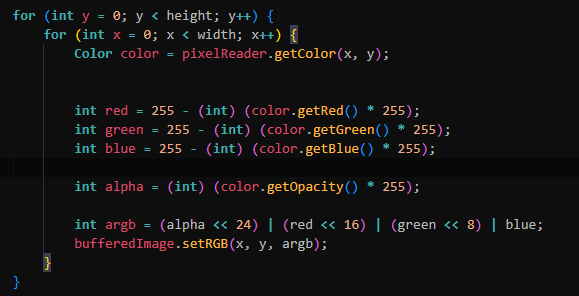 for (int y = 0; y < height; y++) {
for (int x = 0; x < width; x++) {
Color color = pixelReader.getColor(x, y);
int red = 255 - (int) (color.getRed() * 255);
int green = 255 - (int) (color.getGreen() * 255);
int blue = 255 - (int) (color.getBlue() * 255);
int alpha = (int) (color.getOpacity() * 255);
int argb = (alpha << 24) | (red << 16) | (green << 8) | blue;
bufferedImage.setRGB(x, y, argb);
}
}